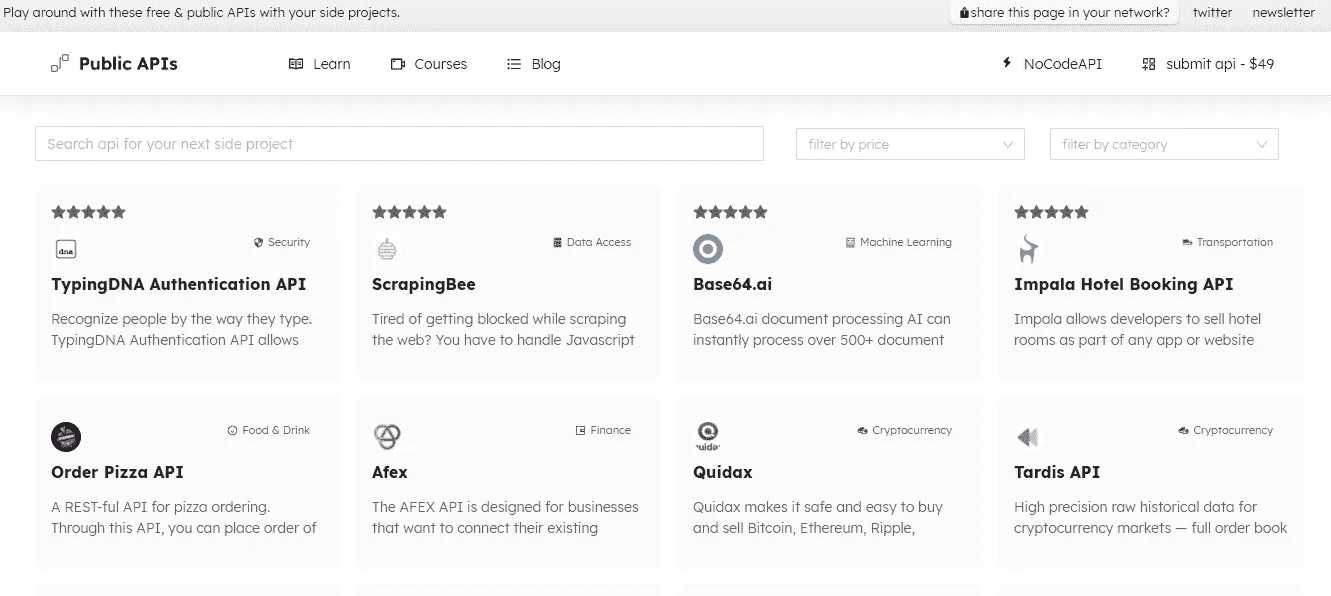 Play around with these free & public APIs with your side projects.
share this page in your network?
twitter
newsletter
Public APIs
Learn
Courses
Blog
NoCodeAPI
submit api - $49
Search api for your next side project
filter by price
filter by category
dna
Security
TypingDNA Authentication API
Recognize people by the way they type.
TypingDNA Authentication API allows
Data Access
ScrapingBee
Tired of getting blocked while scraping
the web? You have to handle Javascript
Machine Learning
Base64.ai
Base64.ai document processing AI can
instantly process over 500+ document
Transportation
Impala Hotel Booking API
Impala allows developers to sell hotel
rooms as part of any app or website
Food & Drink
Order Pizza API
A REST-ful API for pizza ordering.
Through this API, you can place order of
Finance
Afex
The AFEX API is designed for businesses
that want to connect their existing
Cryptocurrency
Quidax
Quidax makes it safe and easy to buy
and sell Bitcoin, Ethereum, Ripple,
Cryptocurrency
Tardis API
High precision raw historical data for
cryptocurrency markets — full order book